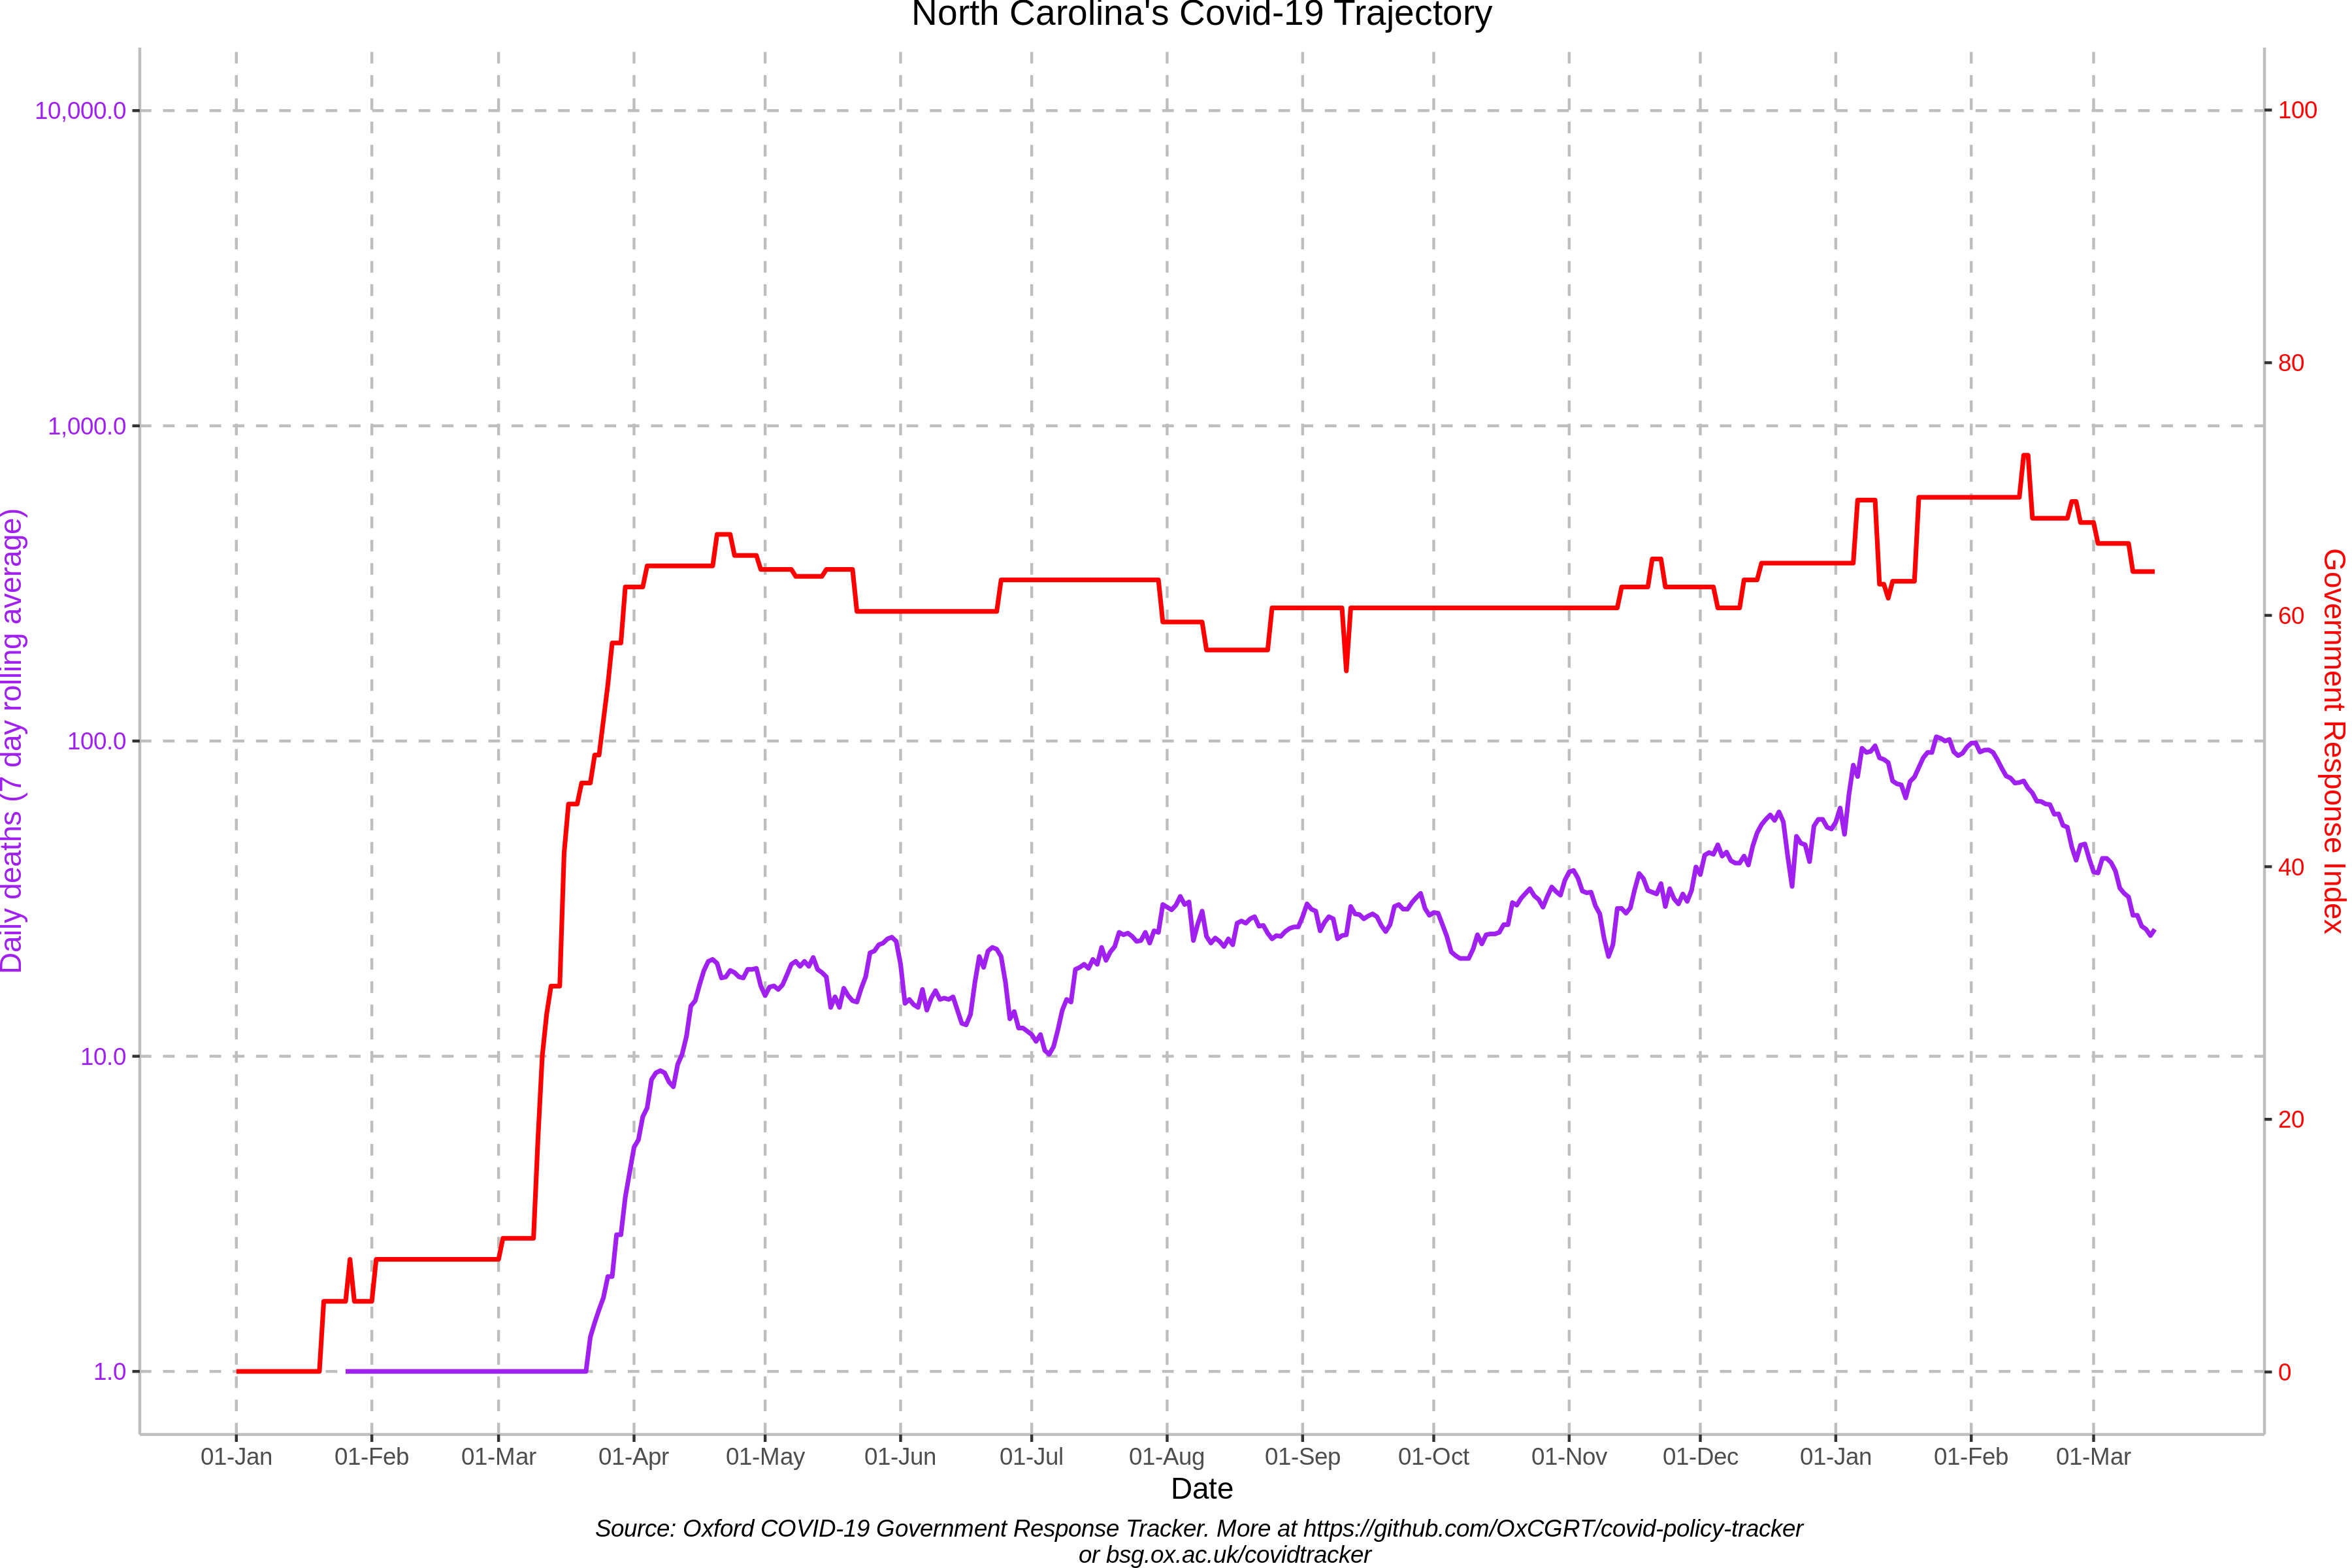 North Carolina's Covid-19 Trajectory
10,000.0
1,000.0
100.0
10.0
1.0
Daily deaths (7 day rolling average)
100
80
60
40
20
0
Government Response Index
01-Jan 01-Feb 01-Mar 01-Apr 01-May 01-Jun 01-Jul 01-Aug 01-Sep 01-Oct 01-Nov 01-Dec 01-Jan 01-Feb 01-Mar
Date
Source: Oxford COVID-19 Government Response Tracker. More at https://github.com/OxCGRT/covid-policy-tracker
or bsg.ox.ac.uk/covidtracker